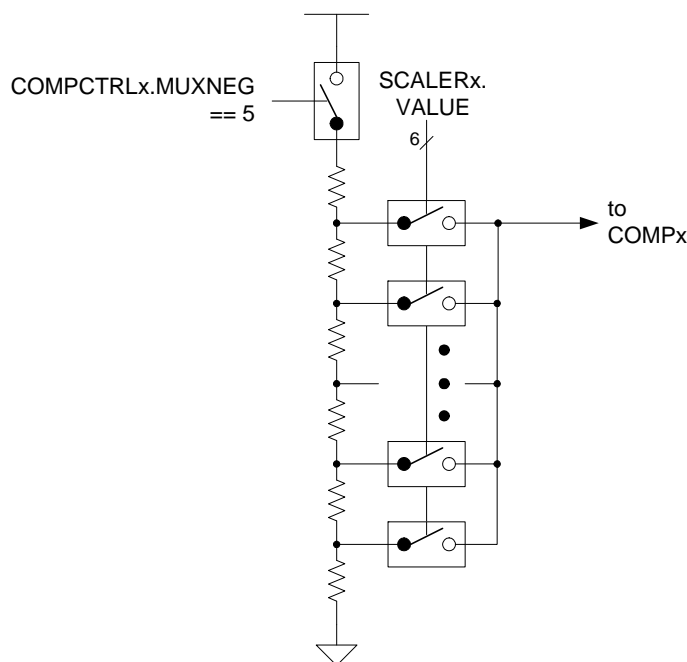 COMPCTRLx.MUXNEG
== 5
SCALERx.
VALUE
6
to
COMPx